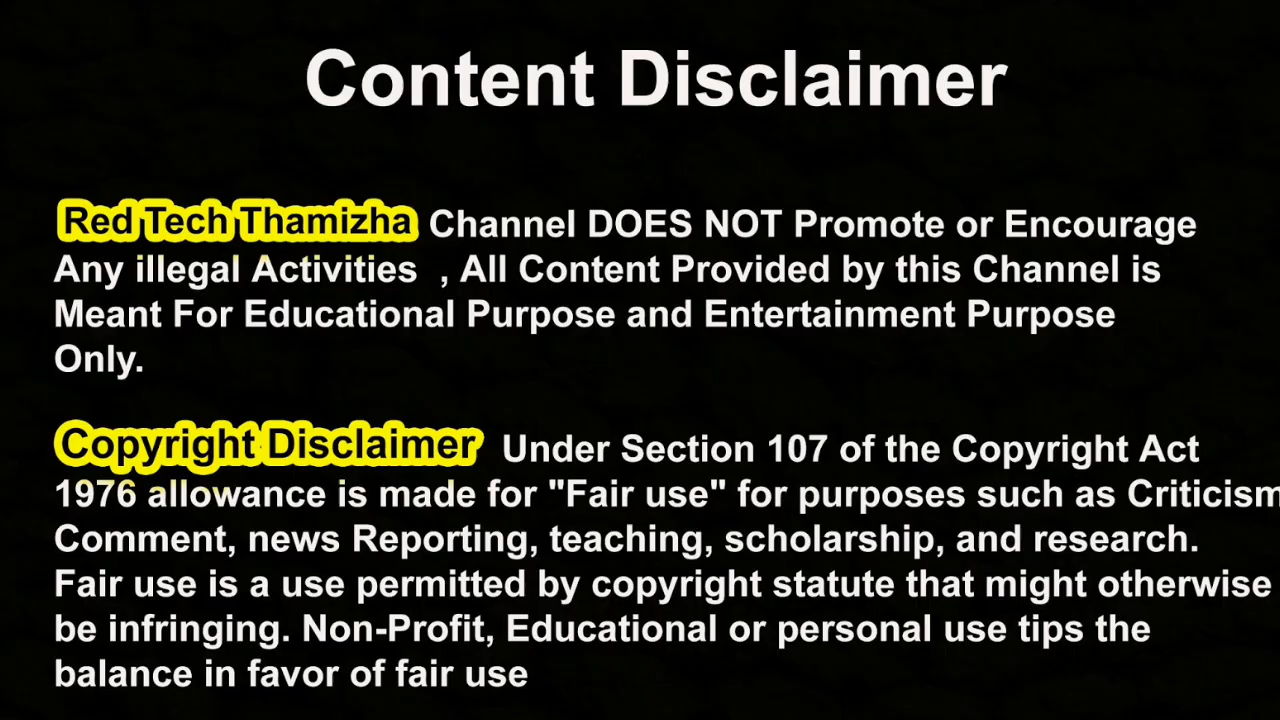 Content Disclaimer
Red Tech Thamizha Channel DOES NOT Promote or Encourage
Any illegal Activities , All Content Provided by this Channel is
Meant For Educational Purpose and Entertainment Purpose
Only.
Copyright Disclaimer Under Section 107 of the Copyright Act
1976 allowance is made for "Fair use" for purposes such as Criticism
Comment, news Reporting, teaching, scholarship, and research.
Fair use is a use permitted by copyright statute that might otherwise
be infringing. Non-Profit, Educational or personal use tips the
balance in favor of fair use